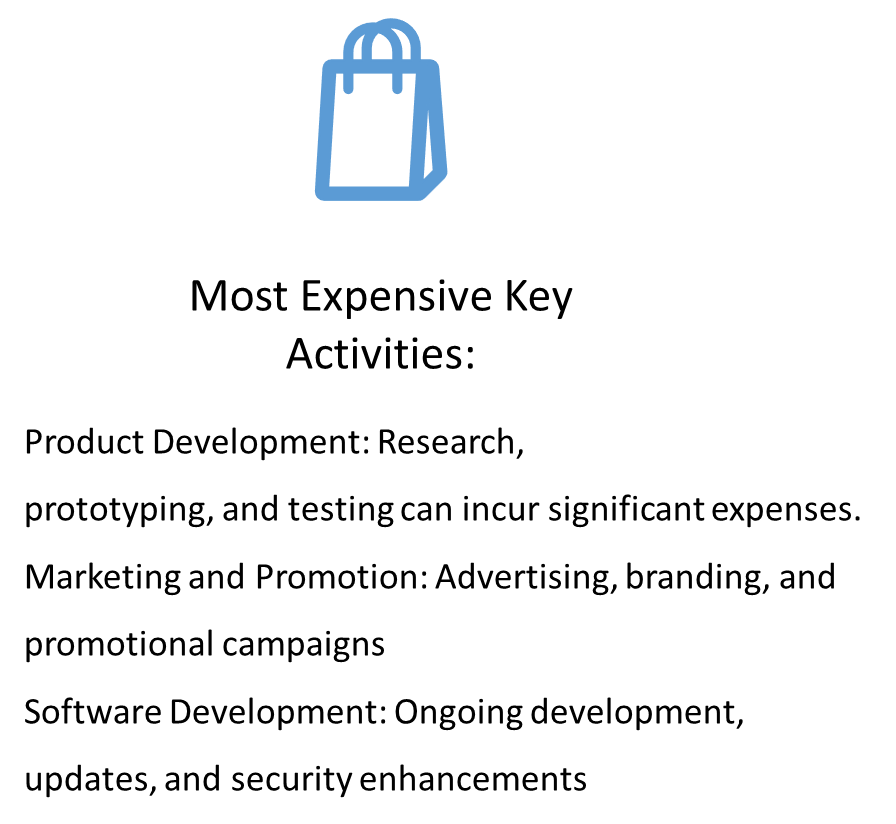 Most Expensive Key
Activities:
Product Development: Research,
prototyping, and testing can incur significant expenses.
Marketing and Promotion: Advertising, branding, and
promotional campaigns
Software Development: Ongoing development,
updates, and security enhancements